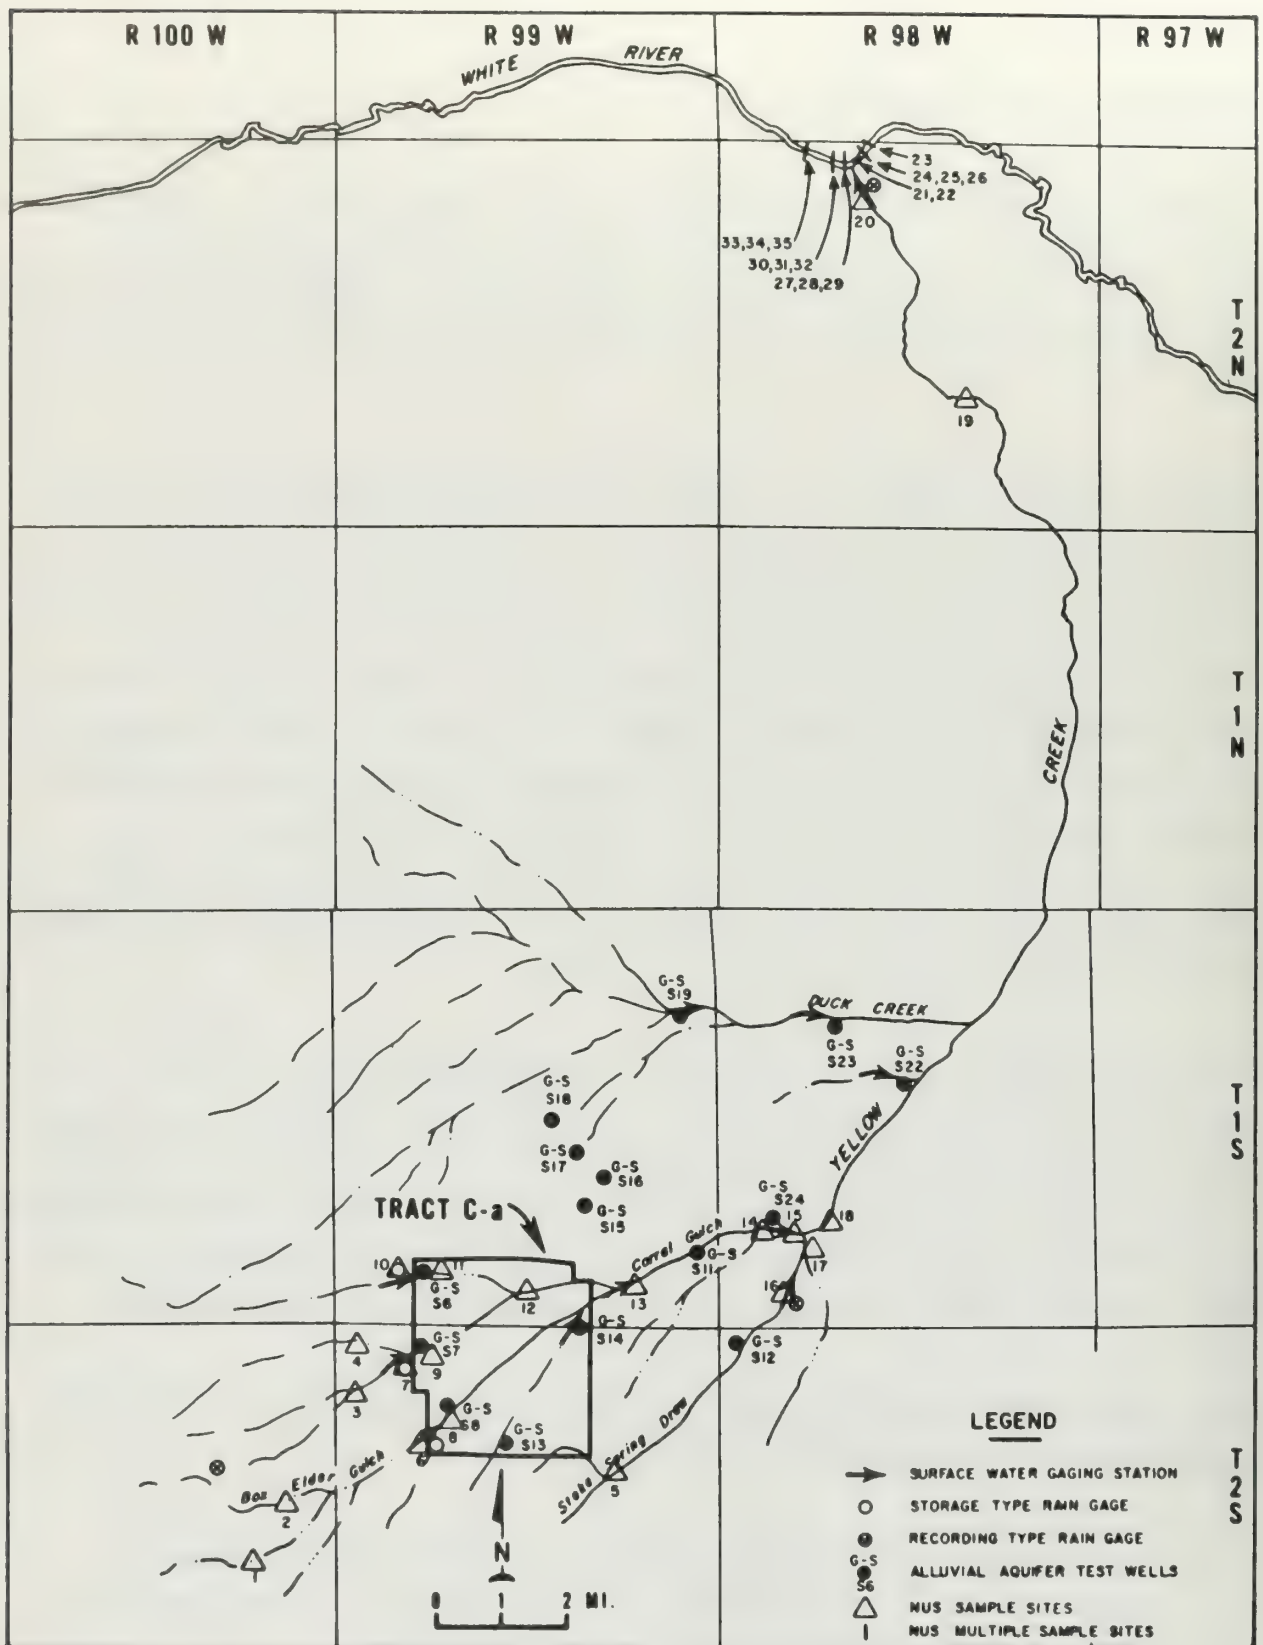 R 100 W
R 99 W
R 98 W
R 97 W
WHITE RIVER
23
24,25,26
21,22
20
33,34,35
30,31,32
27,28,29
T
2
N
19
T
1
N
CREEK
G-S
S19
DUCK CREEK
G-S
S23
G-S
S22
G-S
S18
YELLOW
T
1
S
G-S
S17
G-S
S16
TRACT C-a
G-S
S15
G-S
S24
14
15
18
Corral Gulch
G-S
S11
17
10
11
G-S
S6
12
13
16
G-S
S14
G-S
S12
4
G-S
S7
9
7
3
G-S
S8
8
G-S
S13
6
Stake Spring Draw
5
Box Elder Gulch
2
1
N
0 1 2 MI.
T
2
S
LEGEND
SURFACE WATER GAGING STATION
STORAGE TYPE RAIN GAGE
RECORDING TYPE RAIN GAGE
G-S
S6
ALLUVIAL AQUIFER TEST WELLS
NUS SAMPLE SITES
NUS MULTIPLE SAMPLE SITES